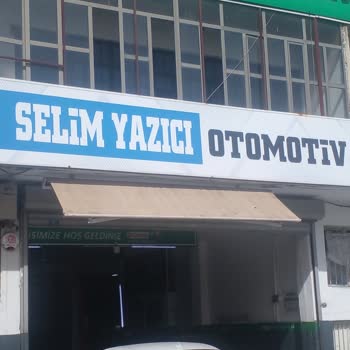 SELİM YAZICI OTOMOTİV
İSİMİZE HOŞ GELDİNİZ